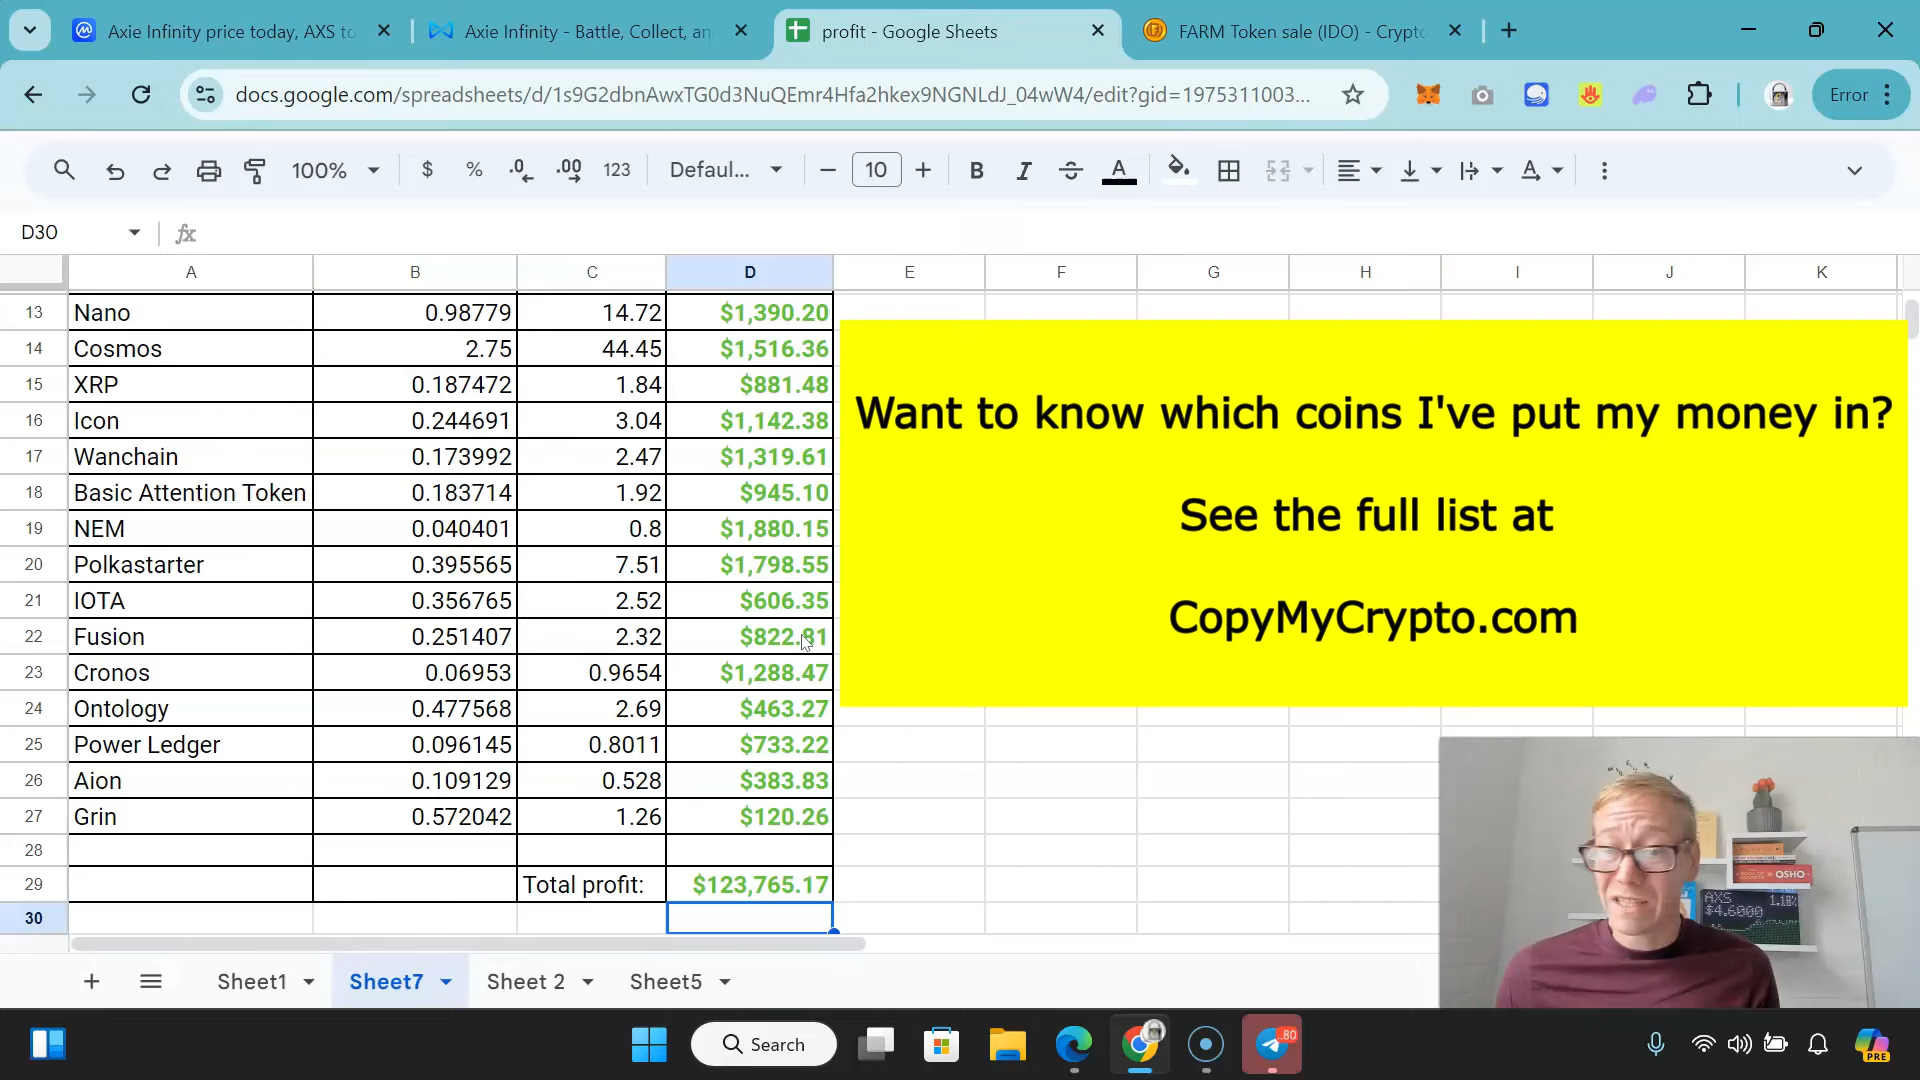 Axie Infinity price today, AXS to
Axie Infinity - Battle, Collect, an
profit - Google Sheets
FARM Token sale (IDO) - Crypto
docs.google.com/spreadsheets/d/1s9G2dbnAwxTG0d3NuQEmr4Hfa2hkex9NGNLdJ_04wW4/edit?gid=1975311003...
Error
100% $ % .0 .00 123 Defaul... 10 B I A
D30 fx
A B C D E F G H I J K
13 Nano 0.98779 14.72 $1,390.20
14 Cosmos 2.75 44.45 $1,516.36
15 XRP 0.187472 1.84 $881.48
16 Icon 0.244691 3.04 $1,142.38
17 Wanchain 0.173992 2.47 $1,319.61
18 Basic Attention Token 0.183714 1.92 $945.10
19 NEM 0.040401 0.8 $1,880.15
20 Polkastarter 0.395565 7.51 $1,798.55
21 IOTA 0.356765 2.52 $606.35
22 Fusion 0.251407 2.32 $822.81
23 Cronos 0.06953 0.9654 $1,288.47
24 Ontology 0.477568 2.69 $463.27
25 Power Ledger 0.096145 0.8011 $733.22
26 Aion 0.109129 0.528 $383.83
27 Grin 0.572042 1.26 $120.26
28
29 Total profit: $123,765.17
30
Want to know which coins I've put my money in?
See the full list at
CopyMyCrypto.com
OSHO
AXS 1.18%
$4.6000
Sheet1 Sheet7 Sheet 2 Sheet5
Search
80
PRE